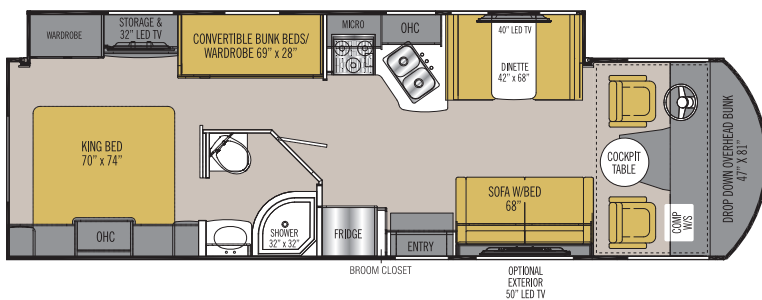 WARDROBE
STORAGE &
32" LED TV
CONVERTIBLE BUNK BEDS/
WARDROBE 69" x 28"
MICRO
OHC
40" LED TV
DINETTE
42" x 68"
KING BED
70" x 74"
COCKPIT
TABLE
DROP DOWN OVERHEAD BUNK
47" X 81"
SOFA W/BED
68"
COMP
W/S
OHC
SHOWER
32" x 32"
FRIDGE
ENTRY
BROOM CLOSET
OPTIONAL
EXTERIOR
50" LED TV